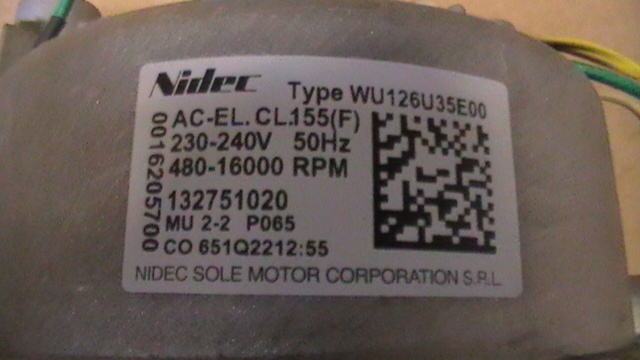 Nidec Type WU126U35E00
AC-EL. CL.155(F)
230-240V 50Hz
480-16000 RPM
132751020
MU 2-2 P065
CO 651Q2212:55
NIDEC SOLE MOTOR CORPORATION S.R.L
0016205700